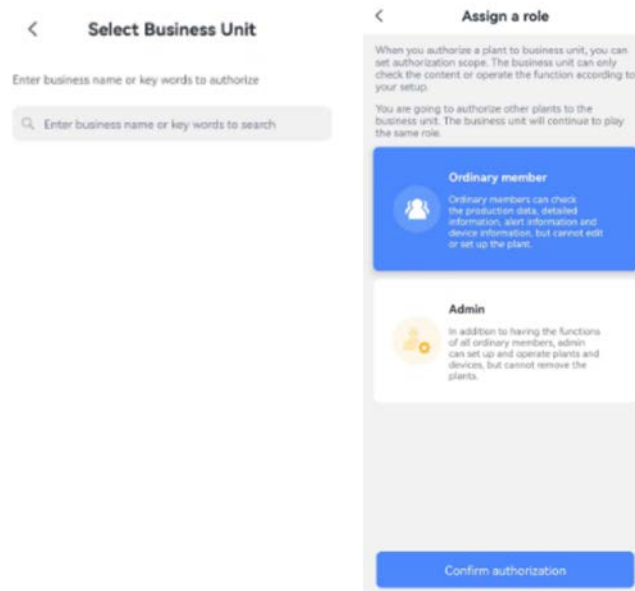 Select Business Unit
Enter business name or key words to authorize
Enter business name or key words to search
Assign a role
When you authorize a plant to business unit, you can
set authorization scope. The business unit can only
check the content or operate the function according to
your setup.
You are going to authorize other plants to the
business unit. The business unit will continue to play
the same role.
Ordinary member
Ordinary members can check
the production data, detailed
information, alert information and
device information, but cannot edit
or set up the plant.
Admin
In addition to having the functions
of all ordinary members, admin
can set up and operate plants and
devices, but cannot remove the
plants.
Confirm authorization